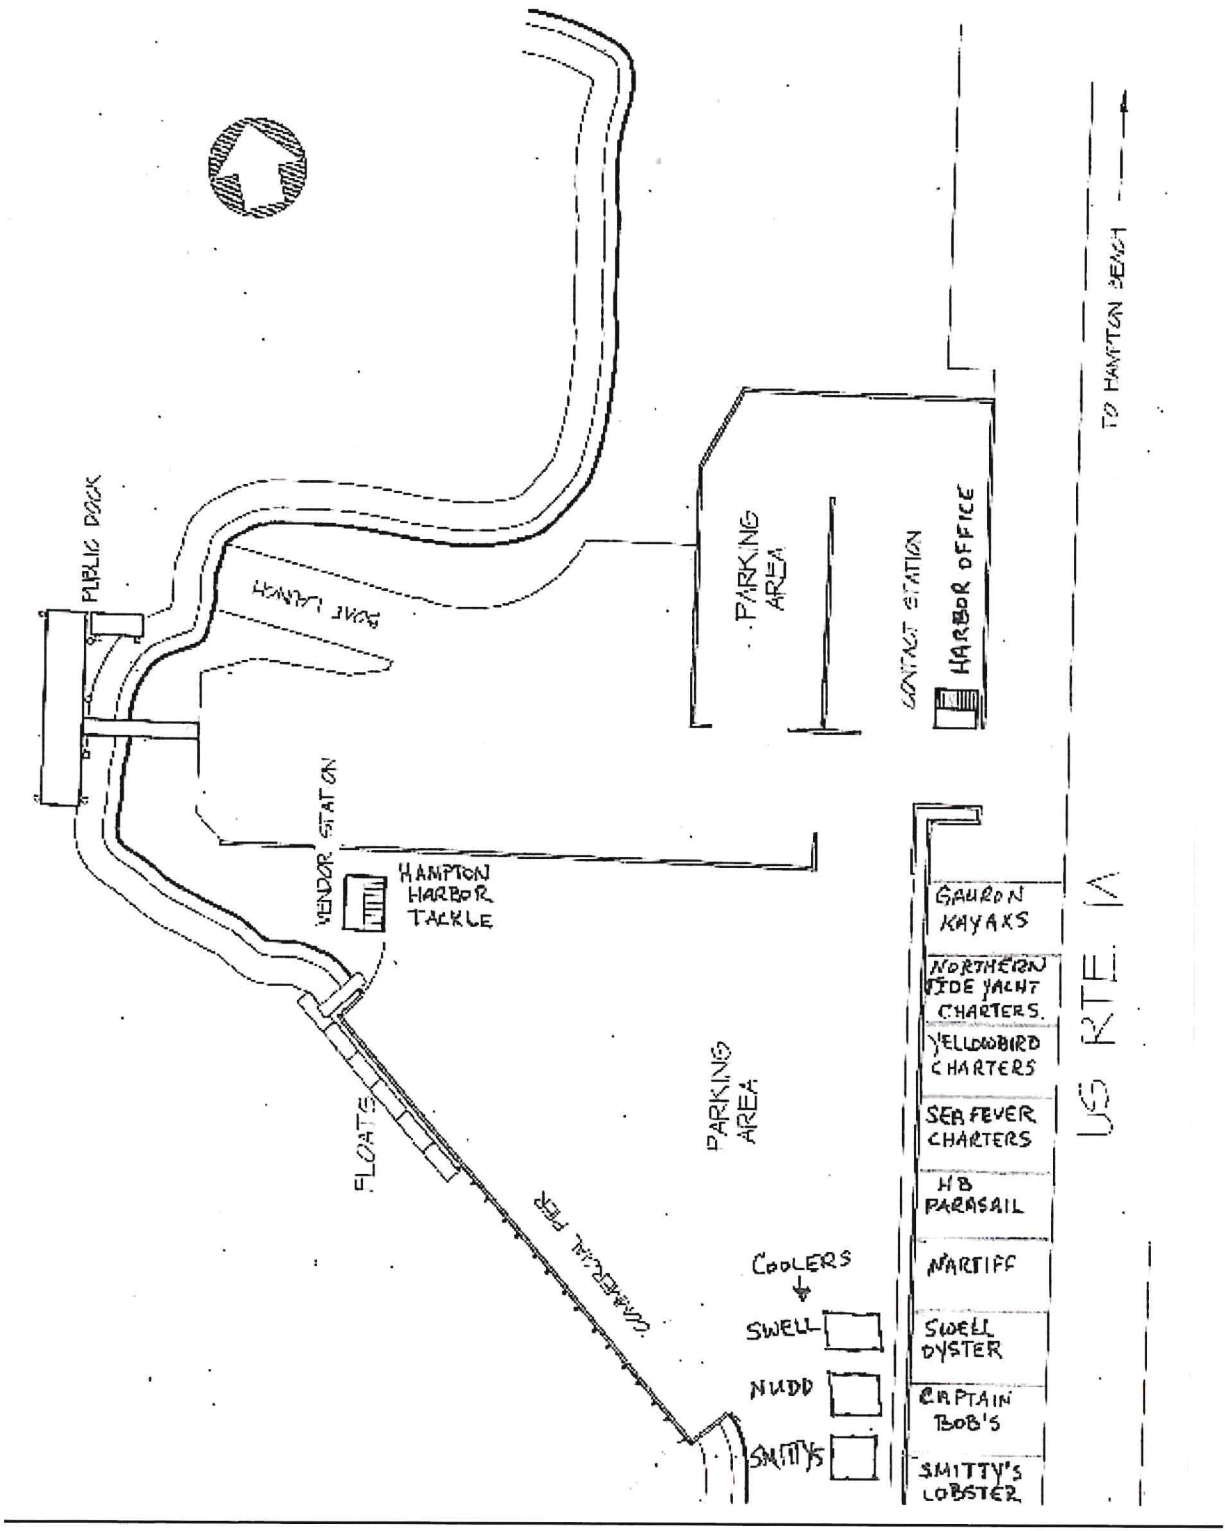 PUBLIC DOCK
TO HAMPTON BEACH
BOAT LAUNCH
PARKING
AREA
CONTACT STATION
HARBOR OFFICE
VENDOR STATION
HAMPTON
HARBOR
TACKLE
GAURON
KAYAKS
NORTHERN
TIDE YACHT
CHARTERS.
YELLOWBIRD
CHARTERS
SEA FEVER
CHARTERS
HB
PARASAIL
NARTIFF
SWELL
OYSTER
CAPTAIN
BOB'S
SMITTY'S
LOBSTER
US RTE. 1A
FLOATS
PARKING
AREA
COMMERCIAL PIER
COOLERS
SWELL
NUDD
SMITTYS